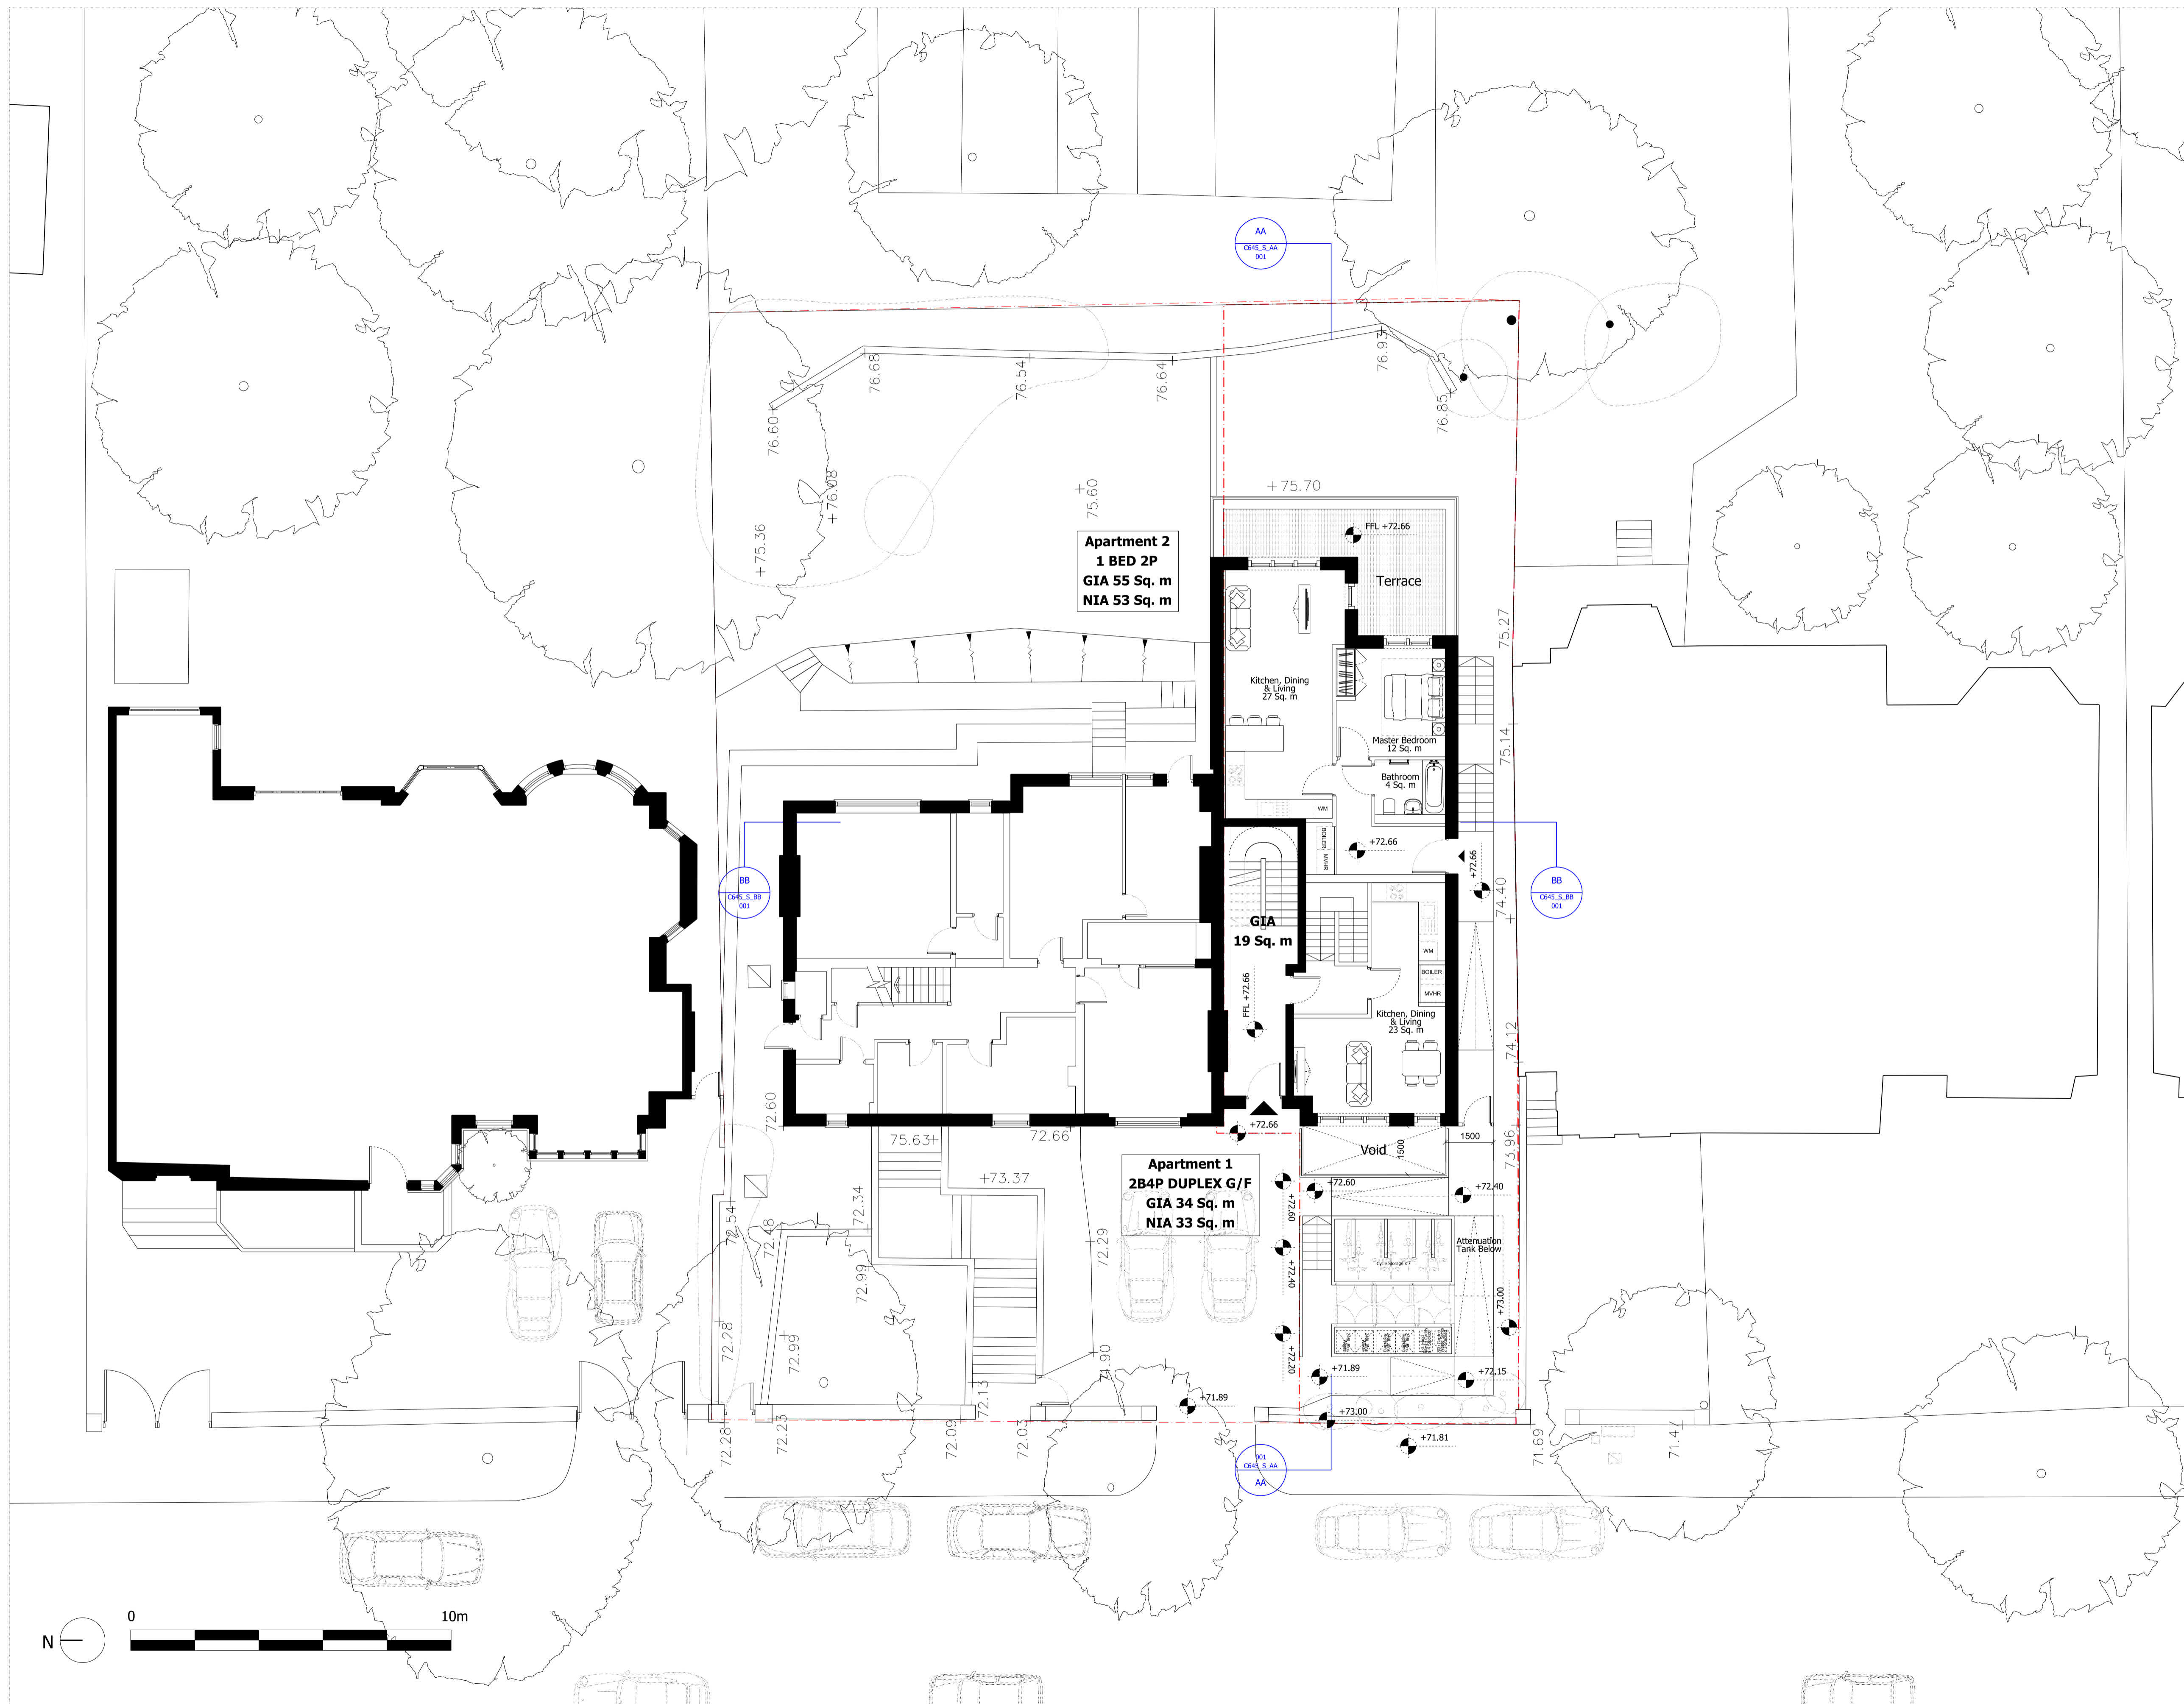 AA
C645_S_AA
001
76.68
76.54
76.64
76.93
76.85
76.60
+76.08
+75.36
75.60
+75.70
Apartment 2
1 BED 2P
GIA 55 Sq. m
NIA 53 Sq. m
FFL +72.66
Terrace
75.27
Kitchen, Dining
& Living
27 Sq. m
Master Bedroom
12 Sq. m
75.14
Bathroom
4 Sq. m
WM
BOILER
MVHR
+72.66
+72.66
BB
C645_S_BB
001
BB
C645_S_BB
001
74.40
GIA
19 Sq. m
WM
BOILER
MVHR
FFL +72.66
Kitchen, Dining
& Living
23 Sq. m
74.12
72.60
75.63
72.66
+72.66
Void
1500
1500
73.96
Apartment 1
2B4P DUPLEX G/F
GIA 34 Sq. m
NIA 33 Sq. m
+73.37
+72.60
+72.40
+72.60
72.54
72.48
72.34
72.29
Attenuation
Tank Below
Cycle Storage x 7
72.99
+72.40
+73.00
72.28
72.99
+72.20
+71.89
+72.15
72.13
+71.89
+73.00
72.28
72.23
72.09
72.03
+71.81
71.69
71.47
001
C645_S_AA
AA
N
0
10m